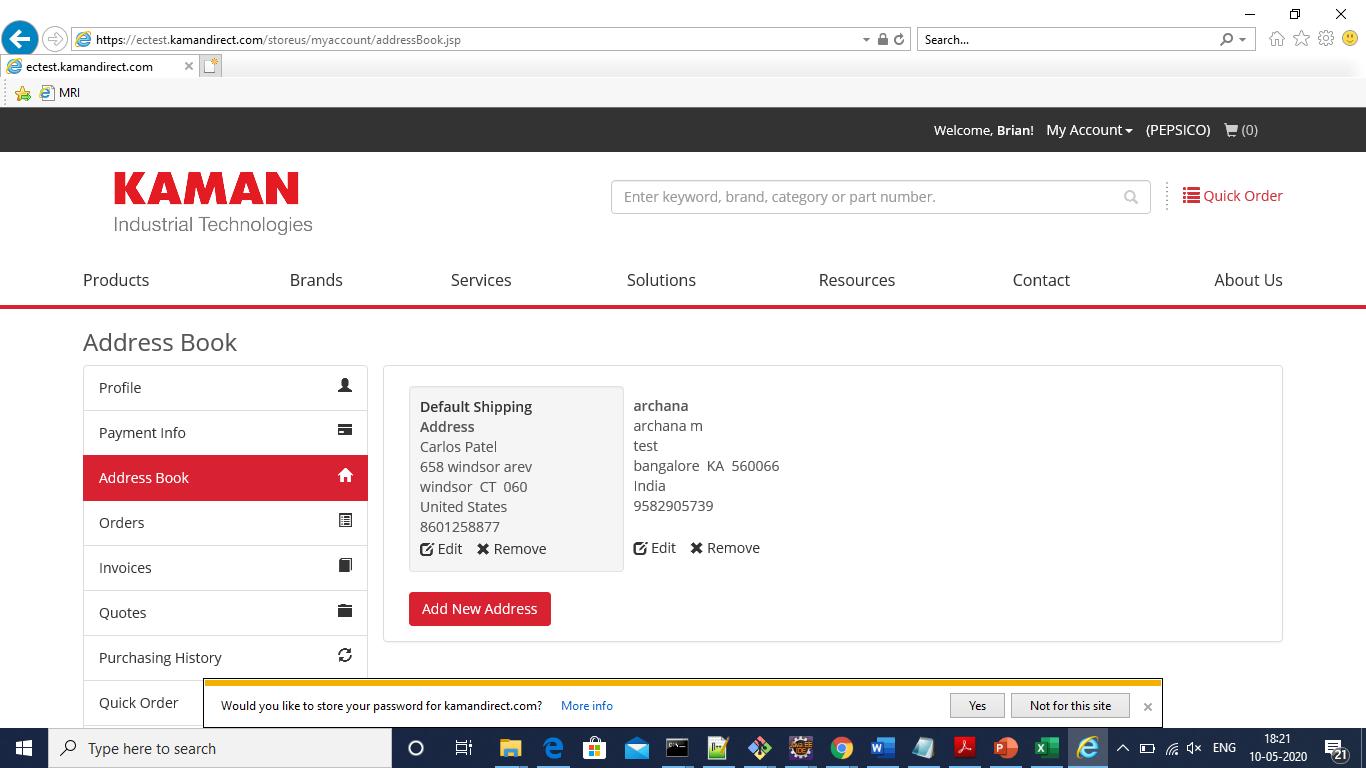 https://ectest.kamandirect.com/storeus/myaccount/addressBook.jsp
Search...
ectest.kamandirect.com
MRI
Welcome, Brian! My Account (PEPSICO) (0)
KAMAN
Industrial Technologies
Enter keyword, brand, category or part number.
Quick Order
Products Brands Services Solutions Resources Contact About Us
Address Book
Profile
Payment Info
Address Book
Orders
Invoices
Quotes
Purchasing History
Quick Order
Default Shipping
Address
Carlos Patel
658 windsor arev
windsor CT 060
United States
8601258877
Edit Remove
archana
archana m
test
bangalore KA 560066
India
9582905739
Edit Remove
Add New Address
Would you like to store your password for kamandirect.com? More info Yes Not for this site
Type here to search
ENG
18:21
10-05-2020
21